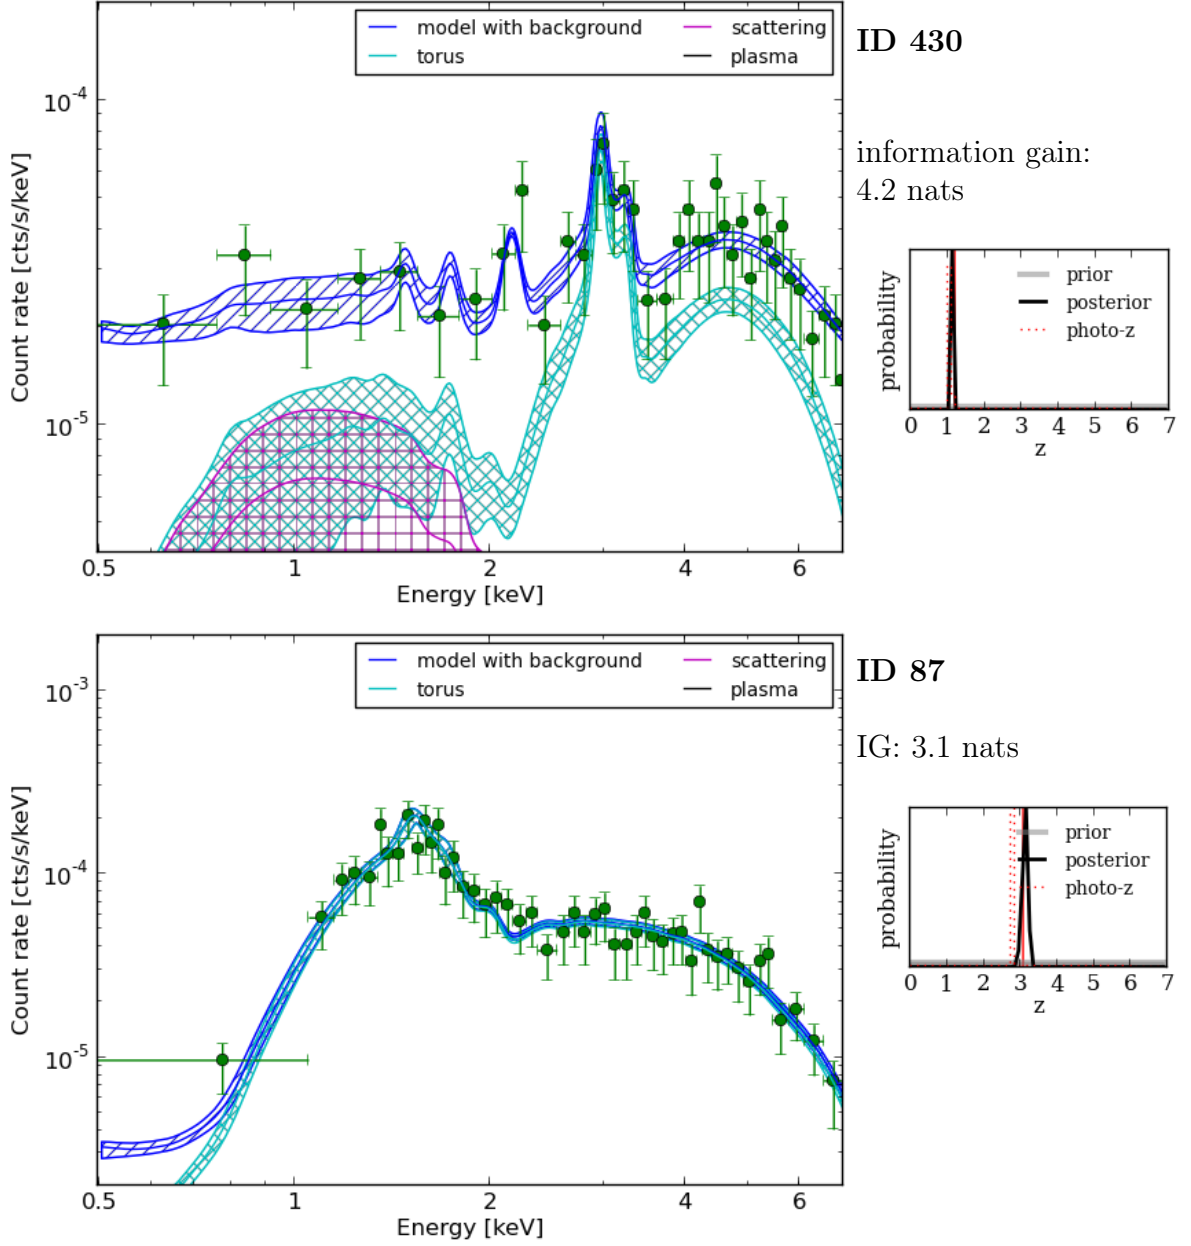 model with background
torus
scattering
plasma
10-4
10-5
Count rate [cts/s/keV]
0.5 1 2 4 6
Energy [keV]
ID 430
information gain:
4.2 nats
prior
posterior
photo-z
probability
0 1 2 3 4 5 6 7
z
model with background
torus
scattering
plasma
10-3
10-4
10-5
Count rate [cts/s/keV]
0.5 1 2 4 6
Energy [keV]
ID 87
IG: 3.1 nats
prior
posterior
photo-z
probability
0 1 2 3 4 5 6 7
z